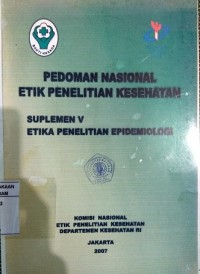 PEDOMAN NASIONAL
ETIK PENELITIAN KESEHATAN
SUPLEMEN V
ETIKA PENELITIAN EPIDEMIOLOGI
KOMISI NASIONAL
ETIK PENELITIAN KESEHATAN
DEPARTEMEN KESEHATAN RI
JAKARTA
2007